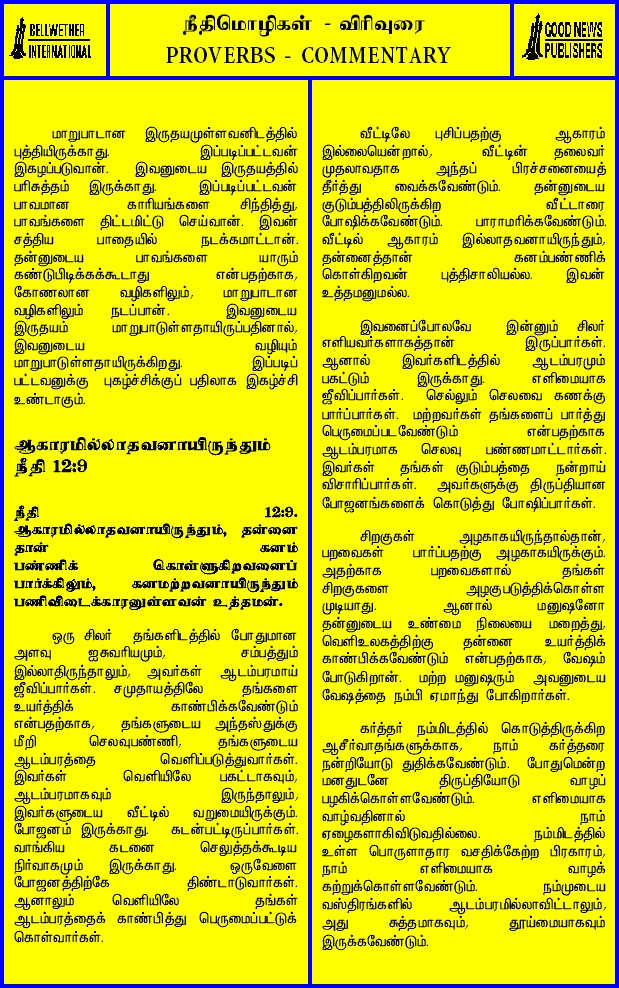 BELLWETHER
INTERNATIONAL
நீதிமொழிகள் - விரிவுரை
PROVERBS - COMMENTARY
GOOD NEWS
PUBLISHERS
மாறுபாடான இருதயமுள்ளவனிடத்தில்
புத்தியிருக்காது. இப்படிப்பட்டவன்
இகழப்படுவான். இவனுடைய இருதயத்தில்
பரிசுத்தம் இருக்காது. இப்படிப்பட்டவன்
பாவமான காரியங்களை சிந்தித்து,
பாவங்களை திட்டமிட்டு செய்வான். இவன்
சத்திய பாதையில் நடக்கமாட்டான்.
தன்னுடைய பாவங்களை யாரும்
கண்டுபிடிக்கக்கூடாது என்பதற்காக,
கோணலான வழிகளிலும், மாறுபாடான
வழிகளிலும் நடப்பான். இவனுடைய
இருதயம் மாறுபாடுள்ளதாயிருப்பதினால்,
இவனுடைய வழியும்
மாறுபாடுள்ளதாயிருக்கிறது. இப்படிப்
பட்டவனுக்கு புகழ்ச்சிக்குப் பதிலாக இகழ்ச்சி
உண்டாகும்.
ஆகாரமில்லாதவனாயிருந்தும்
நீதி 12:9
நீதி 12:9.
ஆகாரமில்லாதவனாயிருந்தும், தன்னை
தான் கனம்
பண்ணிக் கொள்ளுகிறவனைப்
பார்க்கிலும், கனமற்றவனாயிருந்தும்
பணிவிடைக்காரனுள்ளவன் உத்தமன்.
ஒரு சிலர் தங்களிடத்தில் போதுமான
அளவு ஐசுவரியமும், சம்பத்தும்
இல்லாதிருந்தாலும், அவர்கள் ஆடம்பரமாய்
ஜீவிப்பார்கள். சமுதாயத்திலே தங்களை
உயர்த்திக் காண்பிக்கவேண்டும்
என்பதற்காக, தங்களுடைய அந்தஸ்துக்கு
மீறி செலவுபண்ணி, தங்களுடைய
ஆடம்பரத்தை வெளிப்படுத்துவார்கள்.
இவர்கள் வெளியிலே பகட்டாகவும்,
ஆடம்பரமாகவும் இருந்தாலும்,
இவர்களுடைய வீட்டில் வறுமையிருக்கும்.
போஜனம் இருக்காது. கடன்பட்டிருப்பார்கள்.
வாங்கிய கடனை செலுத்தக்கூடிய
நிர்வாகமும் இருக்காது. ஒருவேளை
போஜனத்திற்கே திண்டாடுவார்கள்.
ஆனாலும் வெளியிலே தங்கள்
ஆடம்பரத்தைக் காண்பித்து பெருமைப்பட்டுக்
கொள்வார்கள்.
வீட்டிலே புசிப்பதற்கு ஆகாரம்
இல்லையென்றால், வீட்டின் தலைவர்
முதலாவதாக அந்தப் பிரச்சனையைத்
தீர்த்து வைக்கவேண்டும். தன்னுடைய
குடும்பத்திலிருக்கிற வீட்டாரை
போஷிக்கவேண்டும். பாராமரிக்கவேண்டும்.
வீட்டில் ஆகாரம் இல்லாதவனாயிருந்தும்,
தன்னைத்தான் கனம்பண்ணிக்
கொள்கிறவன் புத்திசாலியல்ல. இவன்
உத்தமனுமல்ல.
இவனைப்போலவே இன்னும் சிலர்
எளியவர்களாகத்தான் இருப்பார்கள்.
ஆனால் இவர்களிடத்தில் ஆடம்பரமும்
பகட்டும் இருக்காது. எளிமையாக
ஜீவிப்பார்கள். செல்லும் செலவை கணக்கு
பார்ப்பார்கள். மற்றவர்கள் தங்களைப் பார்த்து
பெருமைப்படவேண்டும் என்பதற்காக
ஆடம்பரமாக செலவு பண்ணமாட்டார்கள்.
இவர்கள் தங்கள் குடும்பத்தை நன்றாய்
விசாரிப்பார்கள். அவர்களுக்கு திருப்தியான
போஜனங்களைக் கொடுத்து போஷிப்பார்கள்.
சிறகுகள் அழகாகயிருந்தால்தான்,
பறவைகள் பார்ப்பதற்கு அழகாகயிருக்கும்.
அதற்காக பறவைகளால் தங்கள்
சிறகுகளை அழகுபடுத்திக்கொள்ள
முடியாது. ஆனால் மனுஷனோ
தன்னுடைய உண்மை நிலையை மறைத்து,
வெளிஉலகத்திற்கு தன்னை உயர்த்திக்
காண்பிக்கவேண்டும் என்பதற்காக, வேஷம்
போடுகிறான். மற்ற மனுஷரும் அவனுடைய
வேஷத்தை நம்பி ஏமாந்து போகிறார்கள்.
கர்த்தர் நம்மிடத்தில் கொடுத்திருக்கிற
ஆசீர்வாதங்களுக்காக, நாம் கர்த்தரை
நன்றியோடு துதிக்கவேண்டும். போதுமென்ற
மனதுடனே திருப்தியோடு வாழப்
பழகிக்கொள்ளவேண்டும். எளிமையாக
வாழ்வதினால் நாம்
ஏழைகளாகிவிடுவதில்லை. நம்மிடத்தில்
உள்ள பொருளாதார வசதிக்கேற்ற பிரகாரம்,
நாம் எளிமையாக வாழக்
கற்றுக்கொள்ளவேண்டும். நம்முடைய
வஸ்திரங்களில் ஆடம்பரமில்லாவிட்டாலும்,
அது சுத்தமாகவும், தூய்மையாகவும்
இருக்கவேண்டும்.